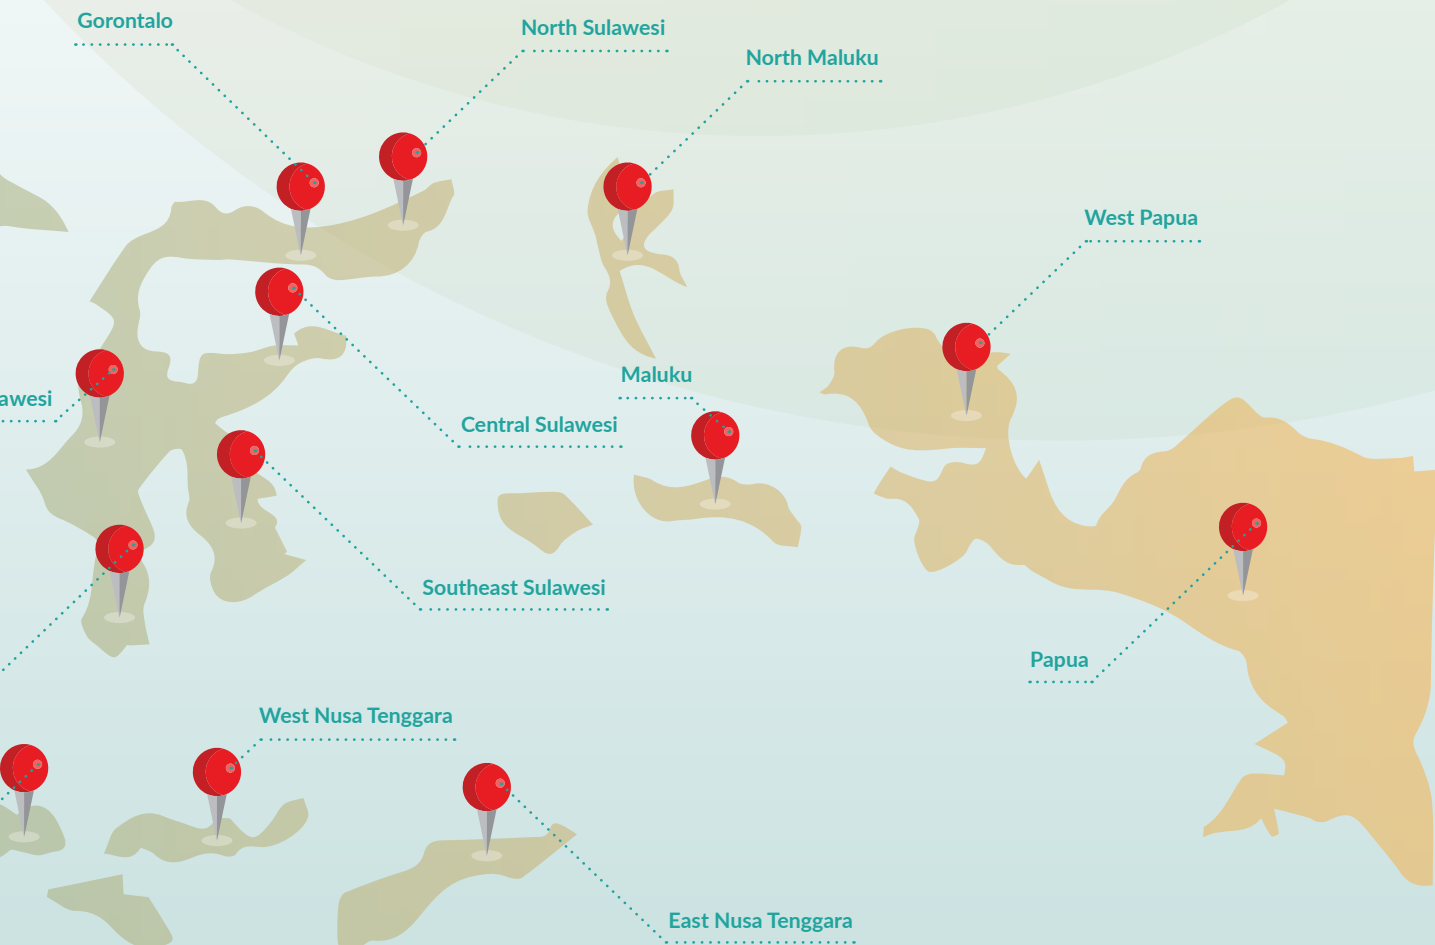 Gorontalo
North Sulawesi
North Maluku
West Papua
Maluku
awesi
Central Sulawesi
Southeast Sulawesi
Papua
West Nusa Tenggara
East Nusa Tenggara